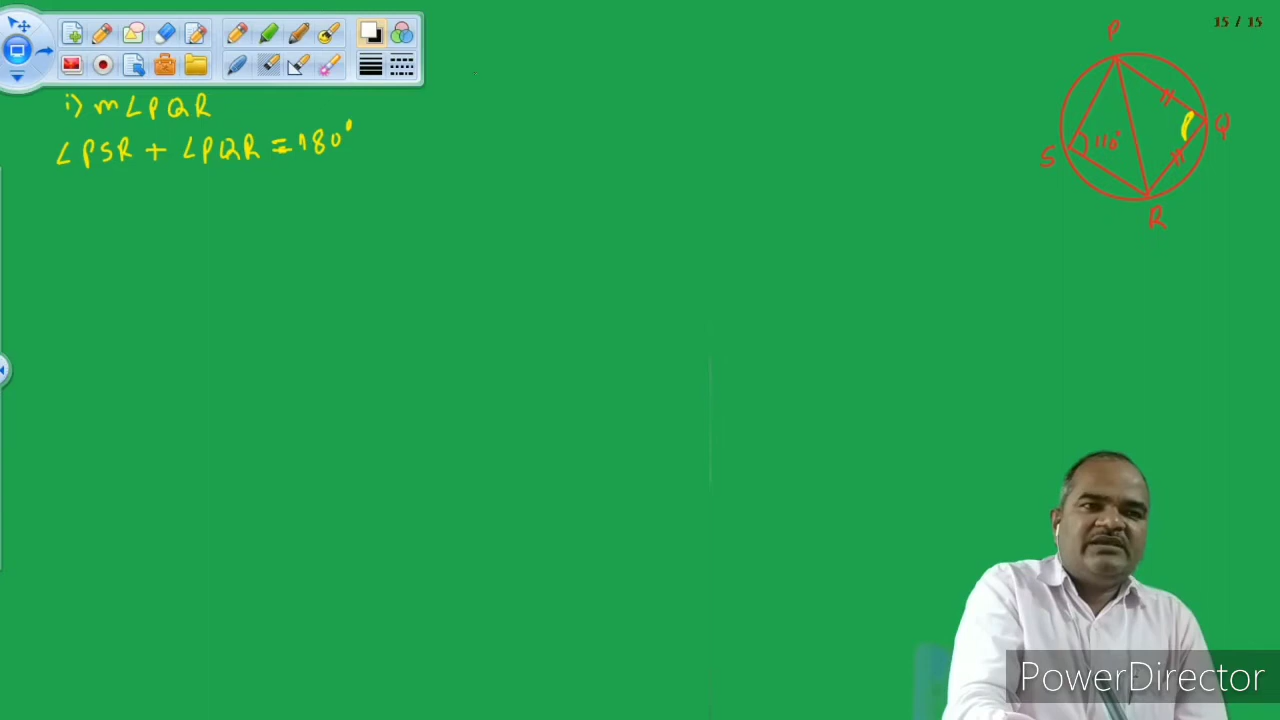 15 / 15
i) m∠PQR
∠PSR + ∠PQR = 180°
P
Q
110°
S
R
PowerDirector